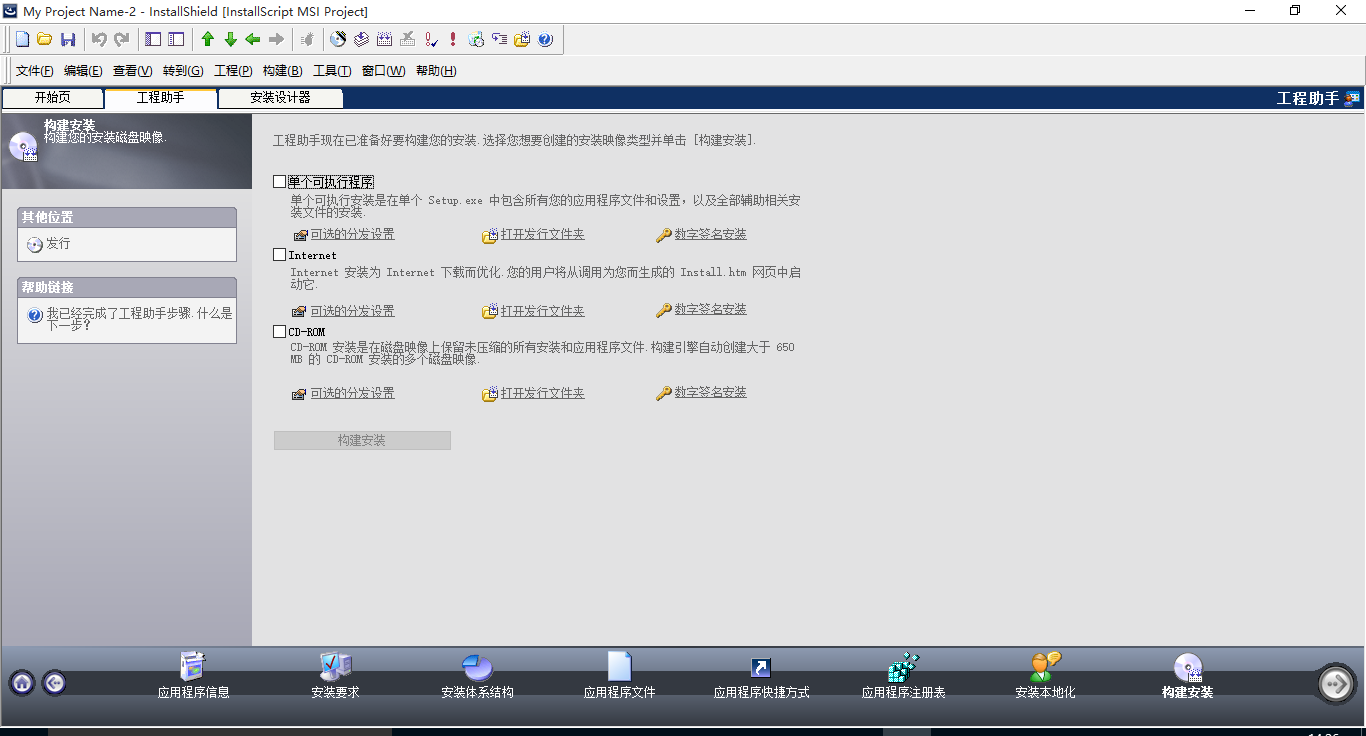 My Project Name-2 - InstallShield [InstallScript MSI Project]
文件(F) 编辑(E) 查看(V) 转到(G) 工程(P) 构建(B) 工具(T) 窗口(W) 帮助(H)
开始页 工程助手 安装设计器 工程助手
构建安装
构建您的安装磁盘映像.
其他位置
发行
帮助链接
我已经完成了工程助手步骤.什么是
下一步?
工程助手现在已准备好要构建您的安装.选择您想要创建的安装映像类型并单击 [构建安装].
单个可执行程序
单个可执行安装是在单个 Setup.exe 中包含所有您的应用程序文件和设置，以及全部辅助相关安
装文件的安装.
可选的分发设置 打开发行文件夹 数字签名安装
Internet
Internet 安装为 Internet 下载而优化.您的用户将从调用为您而生成的 Install.htm 网页中启
动它.
可选的分发设置 打开发行文件夹 数字签名安装
CD-ROM
CD-ROM 安装是在磁盘映像上保留未压缩的所有安装和应用程序文件.构建引擎自动创建大于 650
MB 的 CD-ROM 安装的多个磁盘映像.
可选的分发设置 打开发行文件夹 数字签名安装
构建安装
应用程序信息 安装要求 安装体系结构 应用程序文件 应用程序快捷方式 应用程序注册表 安装本地化 构建安装